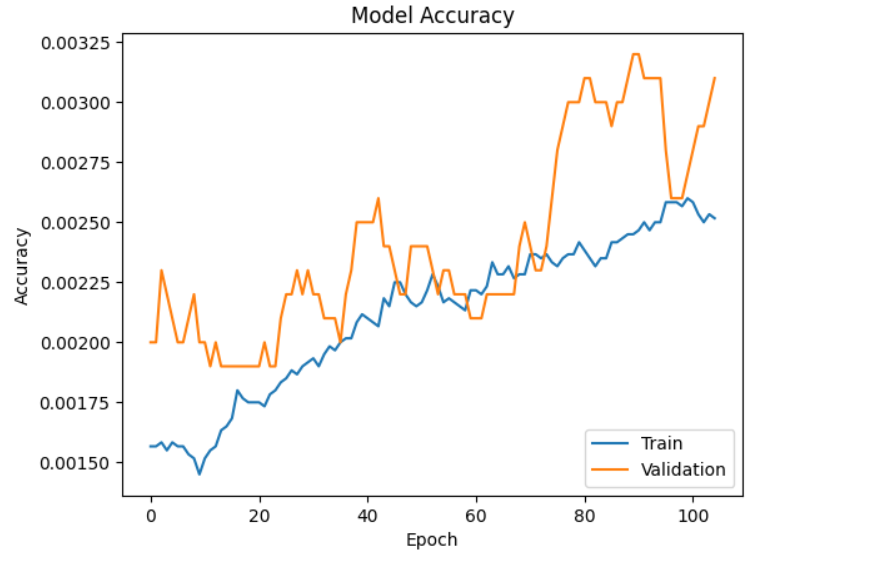 Model Accuracy
0.00325
0.00300
0.00275
0.00250
0.00225
0.00200
0.00175
0.00150
Accuracy
Train
Validation
0 20 40 60 80 100
Epoch